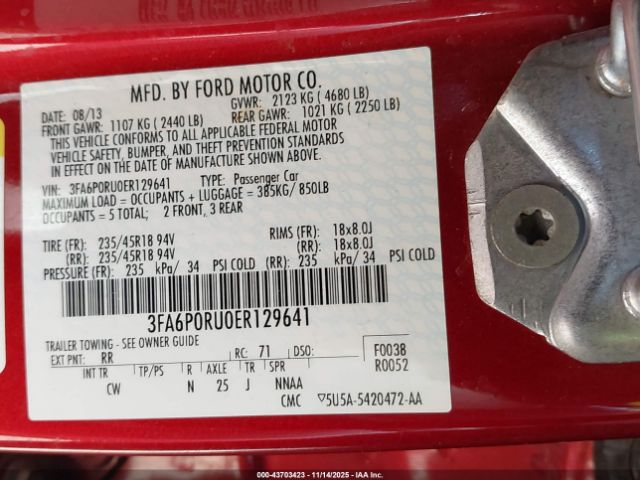 MFD. BY FORD MOTOR CO.
DATE: 08/13 GVWR: 2123 KG ( 4680 LB)
FRONT GAWR: 1107 KG ( 2440 LB) REAR GAWR: 1021 KG ( 2250 LB)
THIS VEHICLE CONFORMS TO ALL APPLICABLE FEDERAL MOTOR
VEHICLE SAFETY, BUMPER, AND THEFT PREVENTION STANDARDS
IN EFFECT ON THE DATE OF MANUFACTURE SHOWN ABOVE.
VIN: 3FA6P0RU0ER129641 TYPE: Passenger Car
MAXIMUM LOAD = OCCUPANTS + LUGGAGE = 385KG/ 850LB
OCCUPANTS = 5 TOTAL; 2 FRONT, 3 REAR
TIRE (FR): 235/45R18 94V RIMS (FR): 18x8.0J
(RR): 235/45R18 94V (RR): 18x8.0J
PRESSURE (FR): 235 kPa/ 34 PSI COLD (RR): 235 kPa/ 34 PSI COLD
3FA6P0RU0ER129641
TRAILER TOWING - SEE OWNER GUIDE
EXT PNT: RR RC: 71 DSO: F0038
R0052
INT TR TP/PS R AXLE TR SPR
CW N 25 J NNAA
CMC ▽5U5A-5420472-AA
© IAA - 43703423 - 11/14/2025 - IAA, Inc.